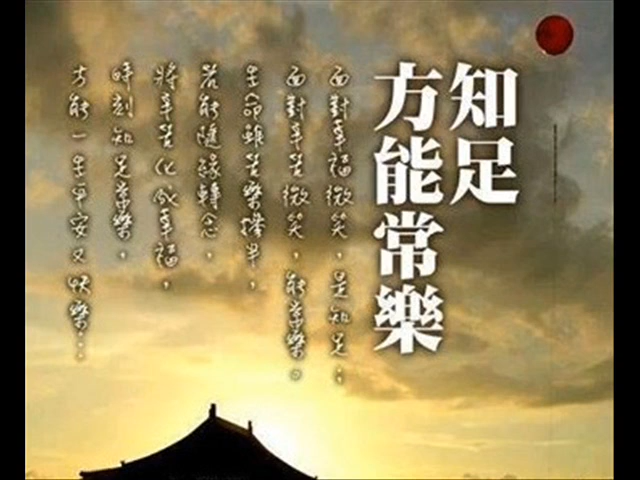 知足
方能常樂
面對幸福微笑，是知足；
面對辛苦微笑，能常樂。
生命雖苦樂摻半，
若能隨緣轉念，
將辛苦化成幸福，
時刻知足常樂，
方能一生平安又快樂…